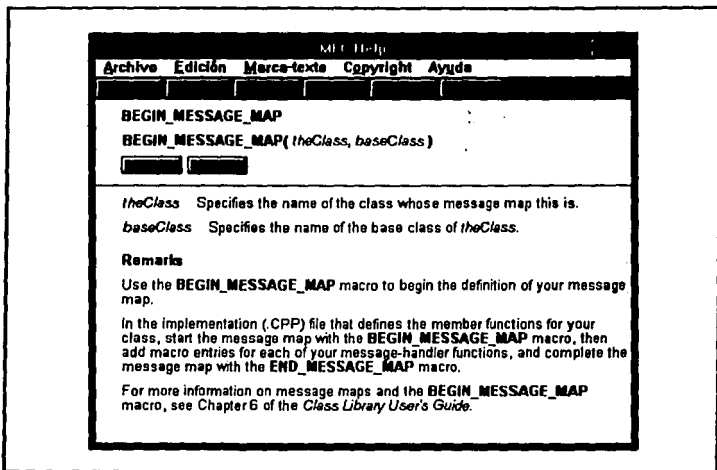 MFC Help
Archivo Edición Marca-texto Copyright Ayuda
BEGIN_MESSAGE_MAP
BEGIN_MESSAGE_MAP( theClass, baseClass )
theClass Specifies the name of the class whose message map this is.
baseClass Specifies the name of the base class of theClass.
Remarks
Use the BEGIN_MESSAGE_MAP macro to begin the definition of your message
map.
In the implementation (.CPP) file that defines the member functions for your
class, start the message map with the BEGIN_MESSAGE_MAP macro, then
add macro entries for each of your message-handler functions, and complete the
message map with the END_MESSAGE_MAP macro.
For more information on message maps and the BEGIN_MESSAGE_MAP
macro, see Chapter 6 of the Class Library User's Guide.